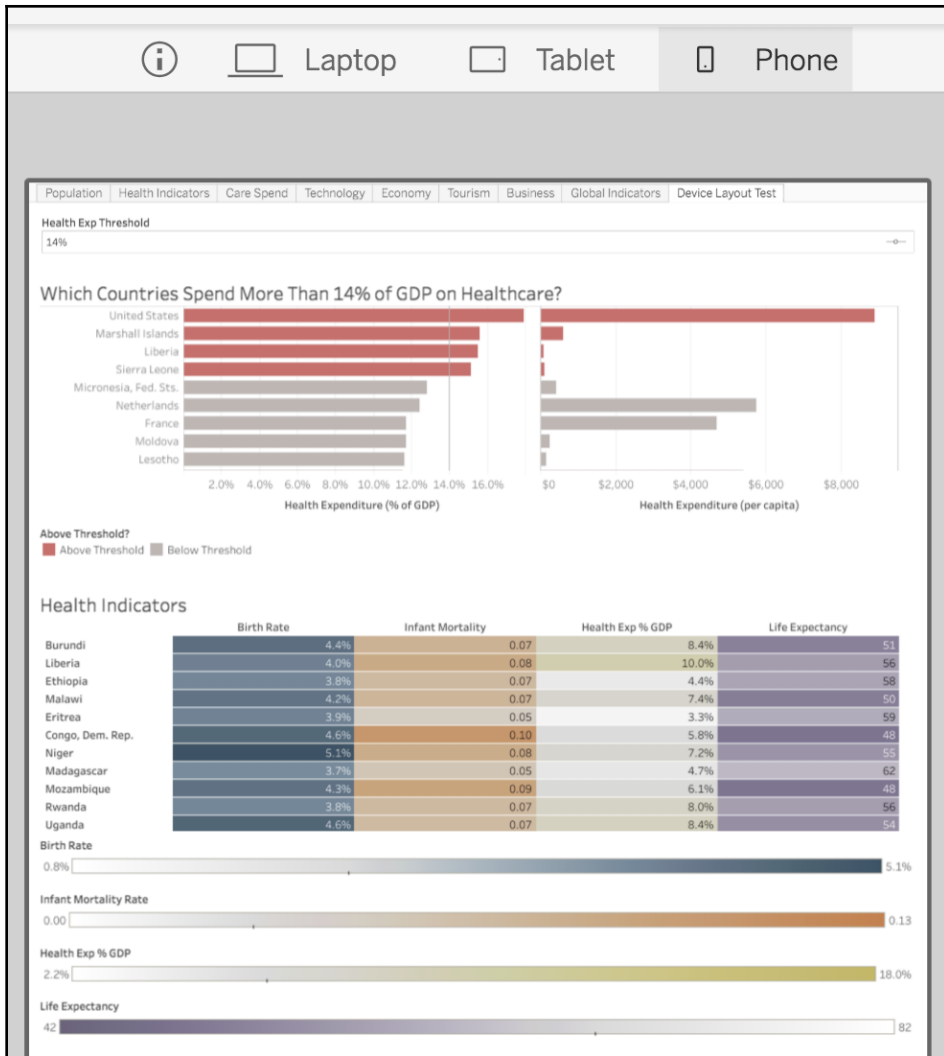 Laptop Tablet Phone
Population Health Indicators Care Spend Technology Economy Tourism Business Global Indicators Device Layout Test
Health Exp Threshold
14%
Which Countries Spend More Than 14% of GDP on Healthcare?
United States
Marshall Islands
Liberia
Sierra Leone
Micronesia, Fed. Sts.
Netherlands
France
Moldova
Lesotho
2.0% 4.0% 6.0% 8.0% 10.0% 12.0% 14.0% 16.0% $0 $2,000 $4,000 $6,000 $8,000
Health Expenditure (% of GDP) Health Expenditure (per capita)
Above Threshold?
Above Threshold Below Threshold
Health Indicators
Birth Rate Infant Mortality Health Exp % GDP Life Expectancy
Burundi 4.4% 0.07 8.4% 51
Liberia 4.0% 0.08 10.0% 56
Ethiopia 3.8% 0.07 4.4% 58
Malawi 4.2% 0.07 7.4% 50
Eritrea 3.9% 0.05 3.3% 59
Congo, Dem. Rep. 4.6% 0.10 5.8% 48
Niger 5.1% 0.08 7.2% 55
Madagascar 3.7% 0.05 4.7% 62
Mozambique 4.3% 0.09 6.1% 48
Rwanda 3.8% 0.07 8.0% 56
Uganda 4.6% 0.07 8.4% 54
Birth Rate
0.8% 5.1%
Infant Mortality Rate
0.00 0.13
Health Exp % GDP
2.2% 18.0%
Life Expectancy
42 82